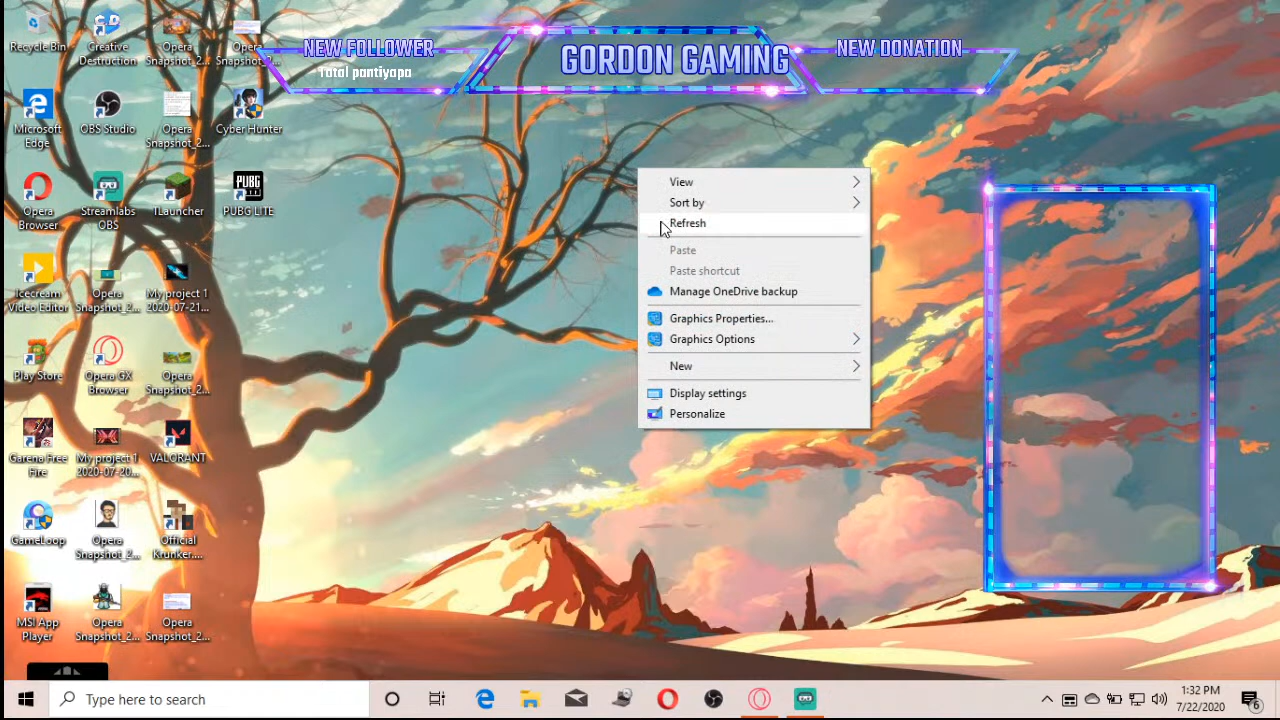 NEW FOLLOWER
Total pantiyapa
GORDON GAMING
NEW DONATION
Recycle Bin
Creative
Destruction
Opera
Snapshot_2...
Opera
Snapshot_2...
Microsoft
Edge
OBS Studio
Opera
Snapshot_2...
Cyber Hunter
Opera
Browser
Streamlabs
OBS
TLauncher
PUBG
LITE
PUBG LITE
Icecream
Video Editor
Opera
Snapshot_2...
My project 1
2020-07-21...
Play Store
Opera GX
Browser
Opera
Snapshot_2...
Garena Free
Fire
My project 1
2020-07-20...
VALORANT
GameLoop
Opera
Snapshot_2...
Official
Krunker....
MSI App
Player
Opera
Snapshot_2...
Opera
Snapshot_2...
View
Sort by
Refresh
Paste
Paste shortcut
Manage OneDrive backup
Graphics Properties...
Graphics Options
New
Display settings
Personalize
Type here to search
1:32 PM
7/22/2020
6